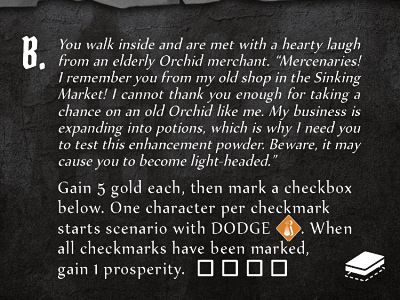 B. You walk inside and are met with a hearty laugh
from an elderly Orchid merchant. “Mercenaries!
I remember you from my old shop in the Sinking
Market! I cannot thank you enough for taking a
chance on an old Orchid like me. My business is
expanding into potions, which is why I need you
to test this enhancement powder. Beware, it may
cause you to become light-headed.”
Gain 5 gold each, then mark a checkbox
below. One character per checkmark
starts scenario with DODGE. When
all checkmarks have been marked,
gain 1 prosperity.